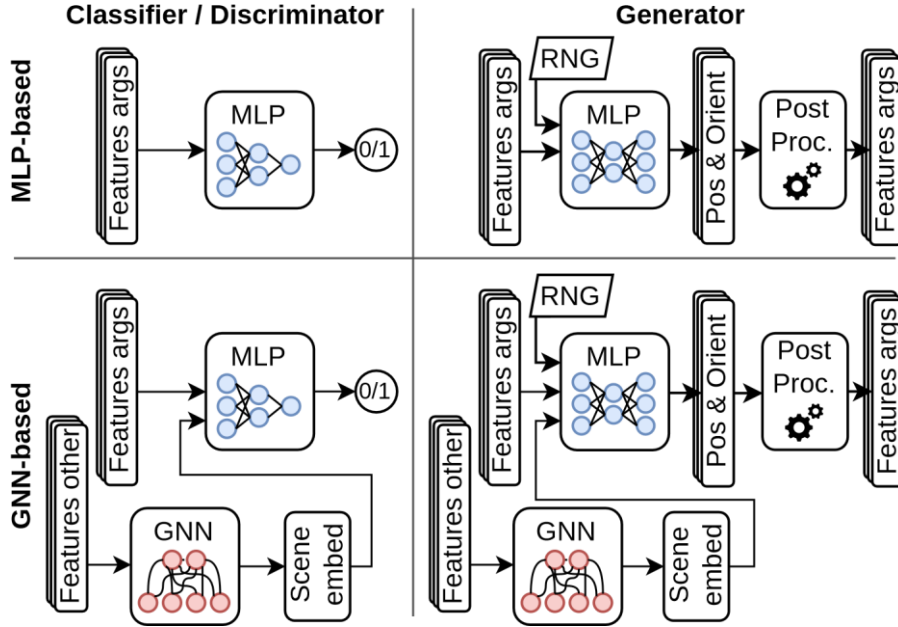 Classifier / Discriminator
Generator
MLP-based
Features args
MLP
0/1
Features args
RNG
MLP
Pos & Orient
Post
Proc.
Features args
GNN-based
Features other
Features args
MLP
0/1
GNN
Scene
embed
Features other
Features args
RNG
MLP
Pos & Orient
Post
Proc.
Features args
GNN
Scene
embed